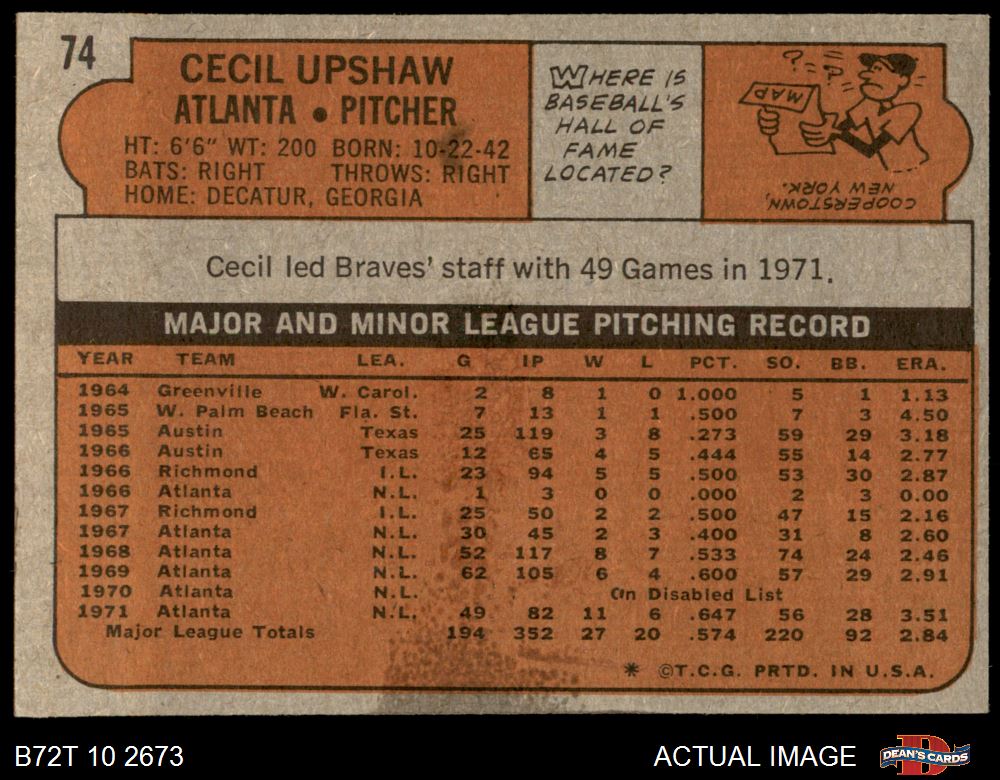 74
CECIL UPSHAW
ATLANTA • PITCHER
HT: 6'6" WT: 200 BORN: 10-22-42
BATS: RIGHT THROWS: RIGHT
HOME: DECATUR, GEORGIA
WHERE IS
BASEBALL'S
HALL OF
FAME
LOCATED?
? ?
MAP
COOPERSTOWN,
NEW YORK.
Cecil led Braves' staff with 49 Games in 1971.
MAJOR AND MINOR LEAGUE PITCHING RECORD
YEAR TEAM LEA. G IP W L PCT. SO. BB. ERA.
1964 Greenville W. Carol. 2 8 1 0 1.000 5 1 1.13
1965 W. Palm Beach Fla. St. 7 13 1 1 .500 7 3 4.50
1965 Austin Texas 25 119 3 8 .273 59 29 3.18
1966 Austin Texas 12 65 4 5 .444 55 14 2.77
1966 Richmond I.L. 23 94 5 5 .500 53 30 2.87
1966 Atlanta N.L. 1 3 0 0 .000 2 3 0.00
1967 Richmond I.L. 25 50 2 2 .500 47 15 2.16
1967 Atlanta N.L. 30 45 2 3 .400 31 8 2.60
1968 Atlanta N.L. 52 117 8 7 .533 74 24 2.46
1969 Atlanta N.L. 62 105 6 4 .600 57 29 2.91
1970 Atlanta N.L. On Disabled List
1971 Atlanta N.L. 49 82 11 6 .647 56 28 3.51
Major League Totals 194 352 27 20 .574 220 92 2.84
* ©T.C.G. PRTD. IN U.S.A.
B72T 10 2673
ACTUAL IMAGE
D
DEAN'S CARDS